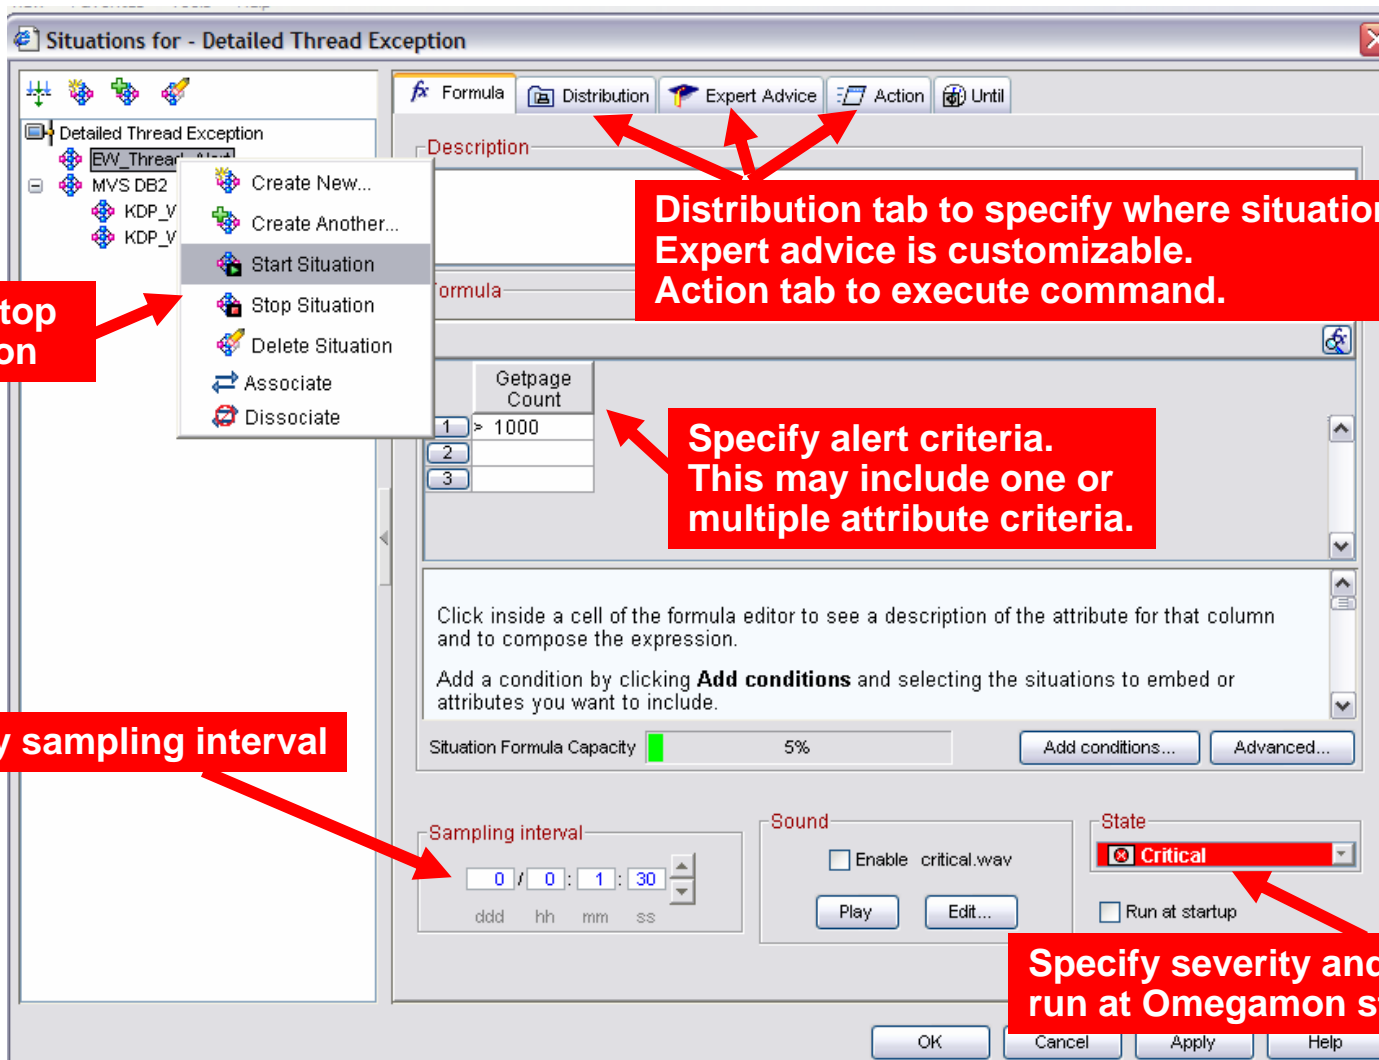 Situations for - Detailed Thread Exception
Formula
Distribution
Expert Advice
Action
Until
Detailed Thread Exception
EW_Thread
MVS DB2
KDP_V
KDP_V
Create New...
Create Another...
Start Situation
Stop Situation
Delete Situation
Associate
Dissociate
top
on
Description
Distribution tab to specify where situation
Expert advice is customizable.
Action tab to execute command.
ormula
Getpage
Count
1 > 1000
2
3
Specify alert criteria.
This may include one or
multiple attribute criteria.
Click inside a cell of the formula editor to see a description of the attribute for that column
and to compose the expression.
Add a condition by clicking Add conditions and selecting the situations to embed or
attributes you want to include.
y sampling interval
Situation Formula Capacity 5%
Add conditions...
Advanced...
Sampling interval
0 / 0 : 1 : 30
ddd hh mm ss
Sound
Enable critical.wav
Play
Edit...
State
Critical
Run at startup
Specify severity and
run at Omegamon s
OK
Cancel
Apply
Help